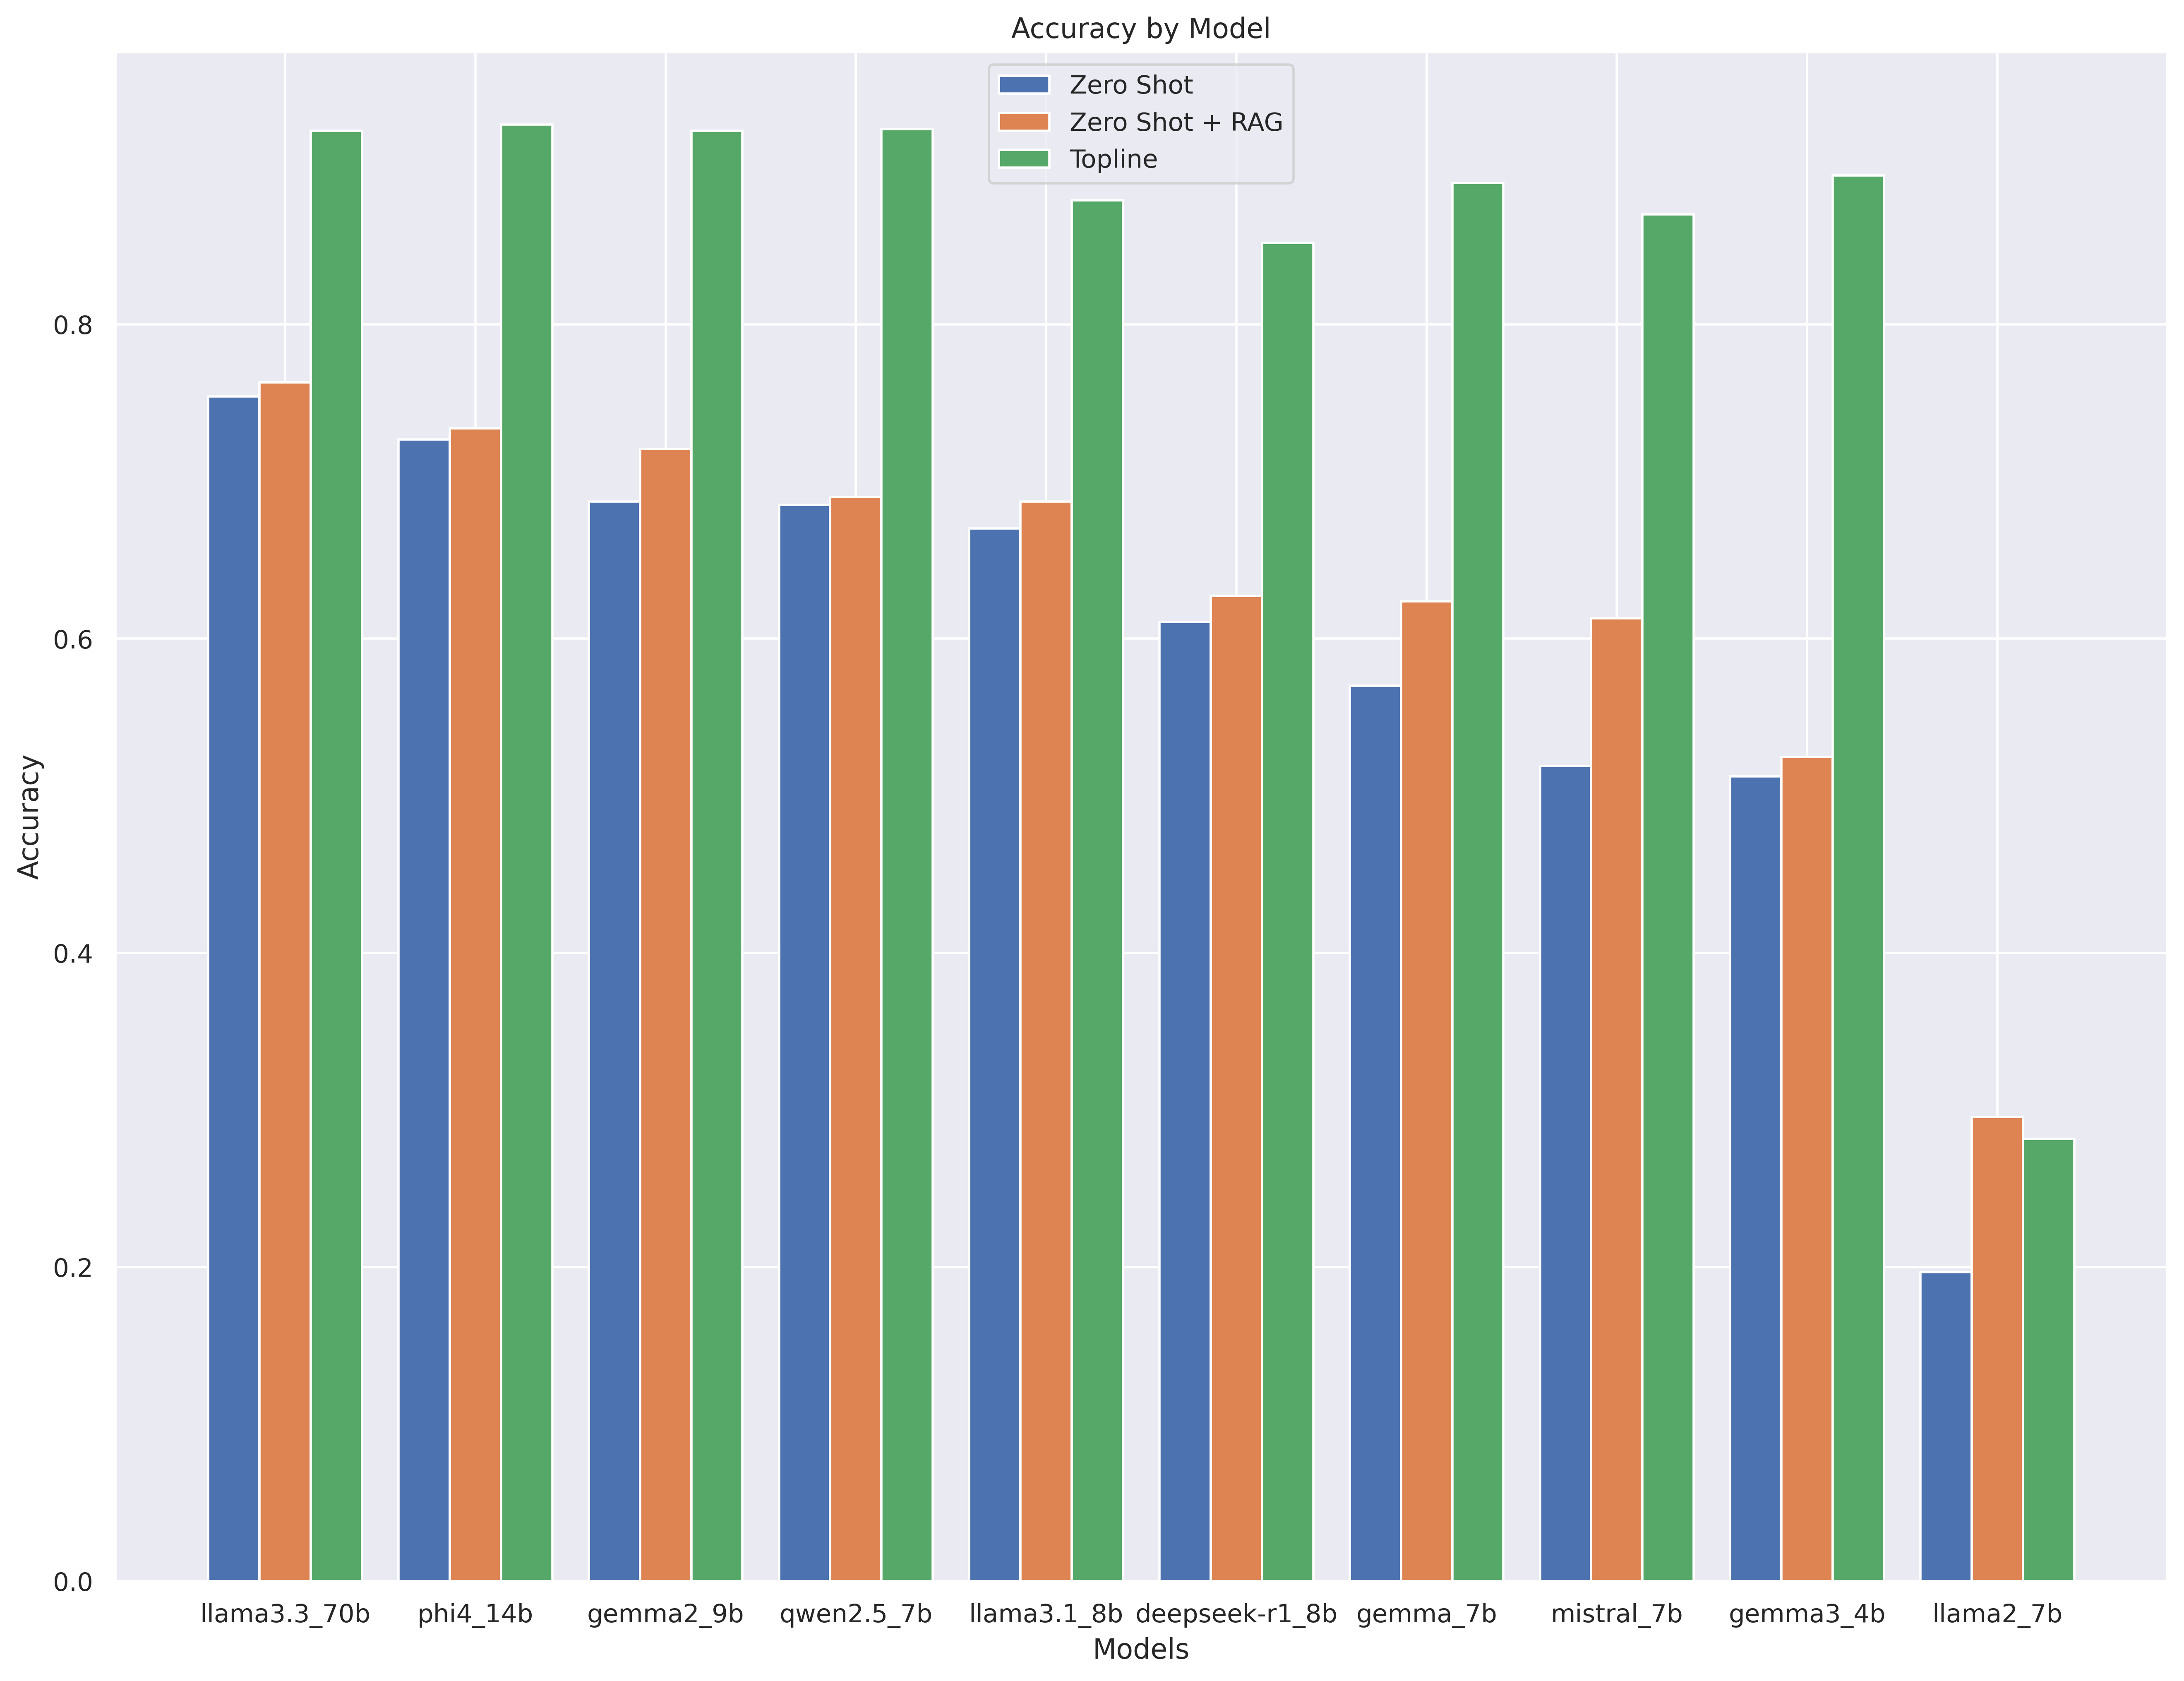 Accuracy by Model
Zero Shot
Zero Shot + RAG
Topline
Accuracy
0.8
0.6
0.4
0.2
0.0
llama3.3_70b phi4_14b gemma2_9b qwen2.5_7b llama3.1_8b deepseek-r1_8b gemma_7b mistral_7b gemma3_4b llama2_7b
Models